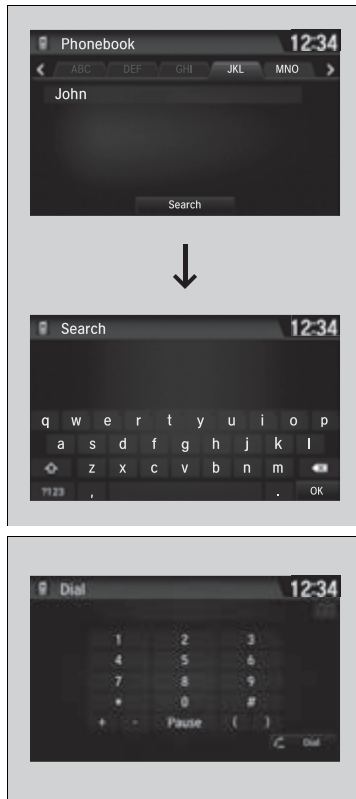 Phonebook 12:34
ABC DEF GHI JKL MNO
John
Search
Search 12:34
q w e r t y u i o p
a s d f g h j k l
z x c v b n m
?123 , . OK
Dial 12:34
1 2 3
4 5 6
7 8 9
* 0 #
+ - Pause ( )
Dial